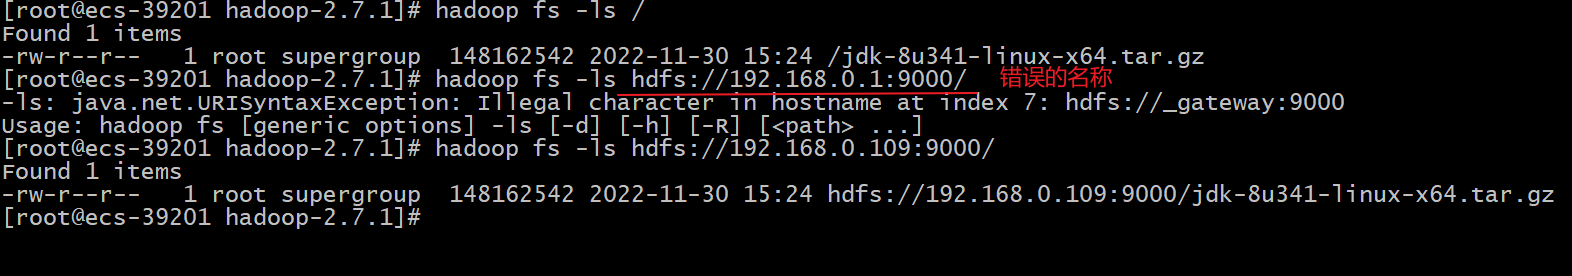 [root@ecs-39201 hadoop-2.7.1]# hadoop fs -ls /
Found 1 items
-rw-r--r--   1 root supergroup  148162542 2022-11-30 15:24 /jdk-8u341-linux-x64.tar.gz
[root@ecs-39201 hadoop-2.7.1]# hadoop fs -ls hdfs://192.168.0.1:9000/ 错误的名称
-ls: java.net.URISyntaxException: Illegal character in hostname at index 7: hdfs://_gateway:9000
Usage: hadoop fs [generic options] -ls [-d] [-h] [-R] [<path> ...]
[root@ecs-39201 hadoop-2.7.1]# hadoop fs -ls hdfs://192.168.0.109:9000/
Found 1 items
-rw-r--r--   1 root supergroup  148162542 2022-11-30 15:24 hdfs://192.168.0.109:9000/jdk-8u341-linux-x64.tar.gz
[root@ecs-39201 hadoop-2.7.1]#